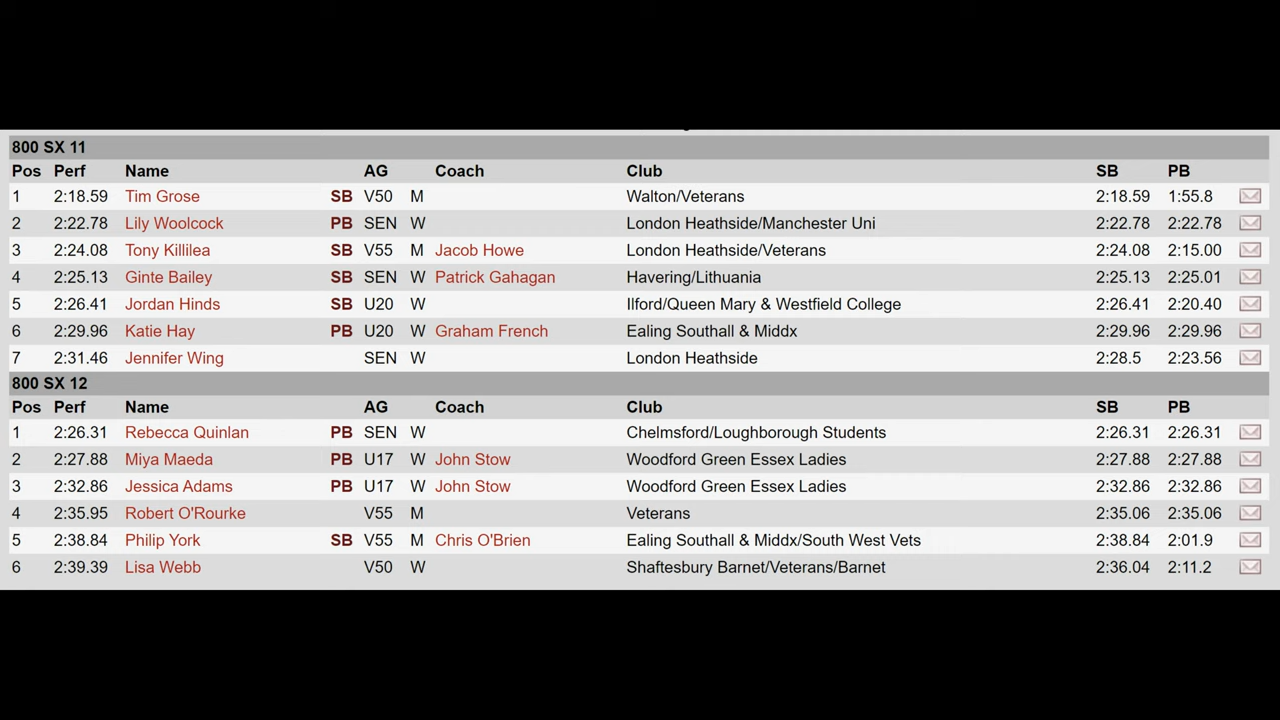 800 SX 11
Pos Perf Name AG Coach Club SB PB
1 2:18.59 Tim Grose SB V50 M Walton/Veterans 2:18.59 1:55.8
2 2:22.78 Lily Woolcock PB SEN W London Heathside/Manchester Uni 2:22.78 2:22.78
3 2:24.08 Tony Killilea SB V55 M Jacob Howe London Heathside/Veterans 2:24.08 2:15.00
4 2:25.13 Ginte Bailey SB SEN W Patrick Gahagan Havering/Lithuania 2:25.13 2:25.01
5 2:26.41 Jordan Hinds SB U20 W Ilford/Queen Mary & Westfield College 2:26.41 2:20.40
6 2:29.96 Katie Hay PB U20 W Graham French Ealing Southall & Middx 2:29.96 2:29.96
7 2:31.46 Jennifer Wing SEN W London Heathside 2:28.5 2:23.56
800 SX 12
Pos Perf Name AG Coach Club SB PB
1 2:26.31 Rebecca Quinlan PB SEN W Chelmsford/Loughborough Students 2:26.31 2:26.31
2 2:27.88 Miya Maeda PB U17 W John Stow Woodford Green Essex Ladies 2:27.88 2:27.88
3 2:32.86 Jessica Adams PB U17 W John Stow Woodford Green Essex Ladies 2:32.86 2:32.86
4 2:35.95 Robert O'Rourke V55 M Veterans 2:35.06 2:35.06
5 2:38.84 Philip York SB V55 M Chris O'Brien Ealing Southall & Middx/South West Vets 2:38.84 2:01.9
6 2:39.39 Lisa Webb V50 W Shaftesbury Barnet/Veterans/Barnet 2:36.04 2:11.2